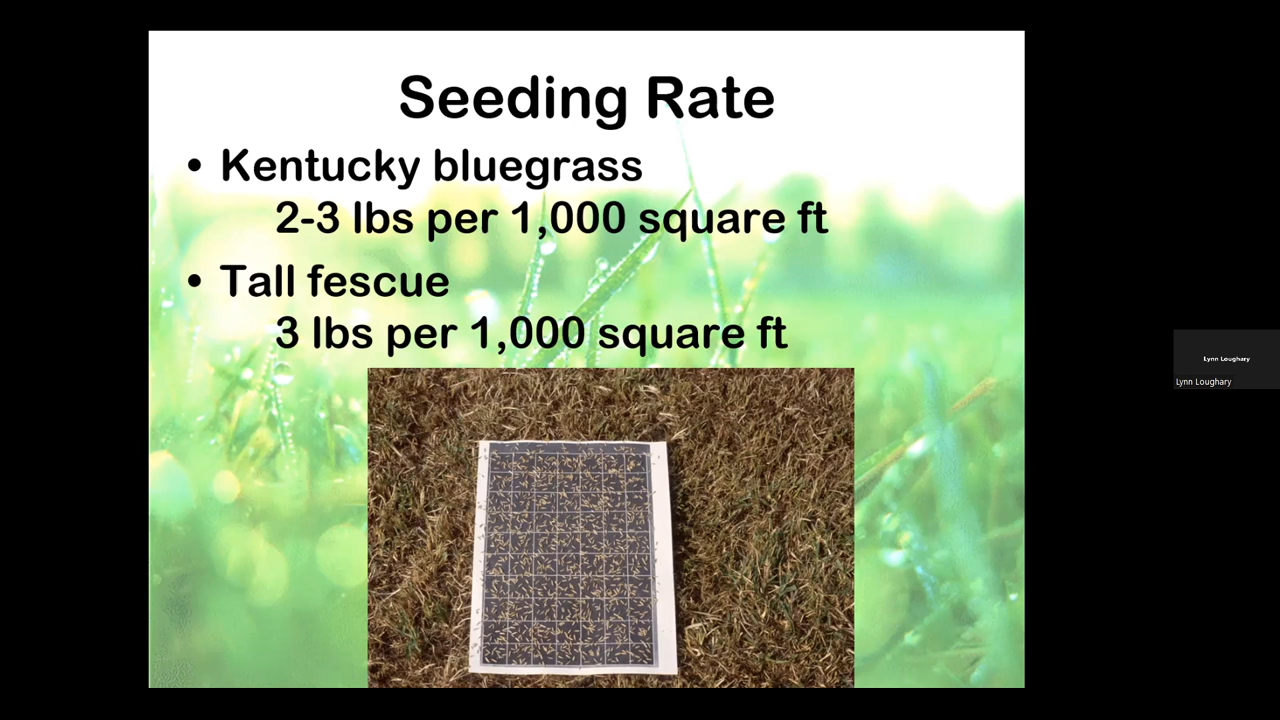 Seeding Rate
• Kentucky bluegrass
2-3 lbs per 1,000 square ft
• Tall fescue
3 lbs per 1,000 square ft
Lynn Loughary
Lynn Loughary